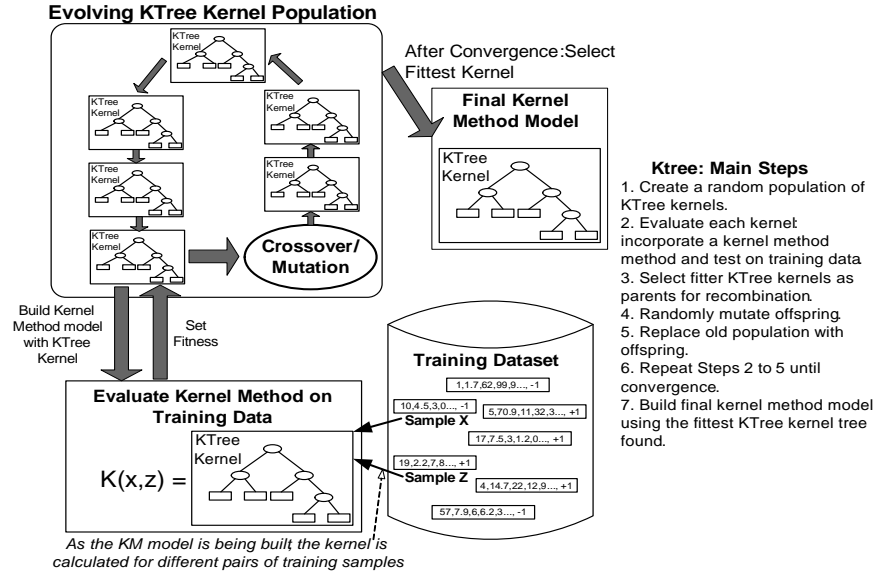 Evolving KTree Kernel Population
KTree
Kernel
KTree
Kernel
KTree
Kernel
KTree
Kernel
KTree
Kernel
KTree
Kernel
KTree
Kernel
Crossover/
Mutation
After Convergence:Select
Fittest Kernel
Final Kernel
Method Model
KTree
Kernel
Build Kernel
Method model
with KTree
Kernel
Set
Fitness
Evaluate Kernel Method on
Training Data
K(x,z) =
KTree
Kernel
As the KM model is being built, the kernel is
calculated for different pairs of training samples
Training Dataset
1,1.7,62,99,9..., -1
10,4.5,3,0..., -1
Sample X
5,70.9,11,32,3..., +1
17,7.5,3,1.2,0..., +1
19,2.2,7,8..., +1
Sample Z
4,14.7,22,12,9..., +1
57,7.9,6,6.2,3..., -1
Ktree: Main Steps
1. Create a random population of
KTree kernels.
2. Evaluate each kernel:
incorporate a kernel method
method and test on training data.
3. Select fitter KTree kernels as
parents for recombination.
4. Randomly mutate offspring.
5. Replace old population with
offspring.
6. Repeat Steps 2 to 5 until
convergence.
7. Build final kernel method model
using the fittest KTree kernel tree
found.